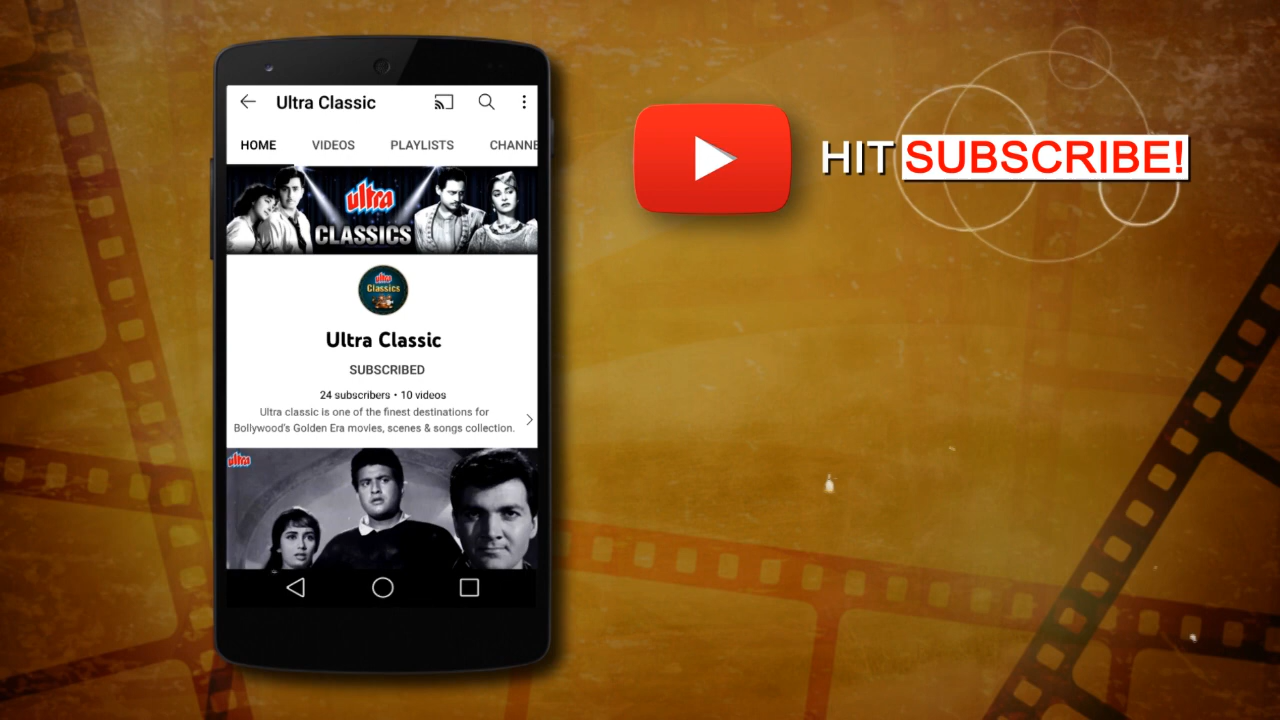 Ultra Classic
HOME VIDEOS PLAYLISTS CHANNE
ultra
CLASSICS
ultra
Classics
Ultra Classic
SUBSCRIBED
24 subscribers • 10 videos
Ultra classic is one of the finest destinations for
Bollywood's Golden Era movies, scenes & songs collection.
ultra
HIT SUBSCRIBE!